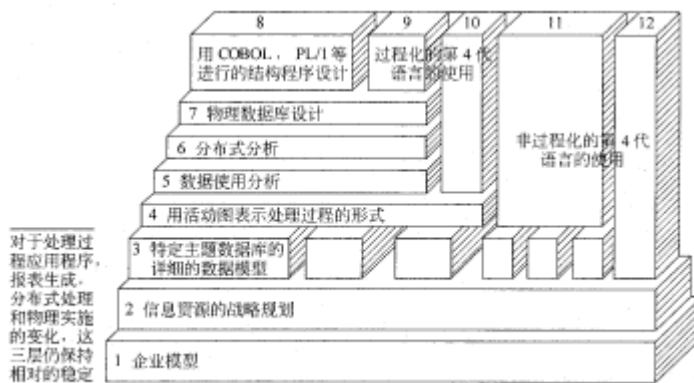 8
9
10
11
12
用COBOL，PL/1等
进行的结构程序设计
过程化的第4代
语言的使用
7 物理数据库设计
6 分布式分析
5 数据使用分析
非过程化的第4代
语言的使用
4 用活动图表示处理过程的形式
3 特定主题数据库的
详细的数据模型
2 信息资源的战略规划
1 企业模型
对于处理过
程应用程序，
报表生成，
分布式处理
和物理实施
的变化，这
三层仍保持
相对的稳定